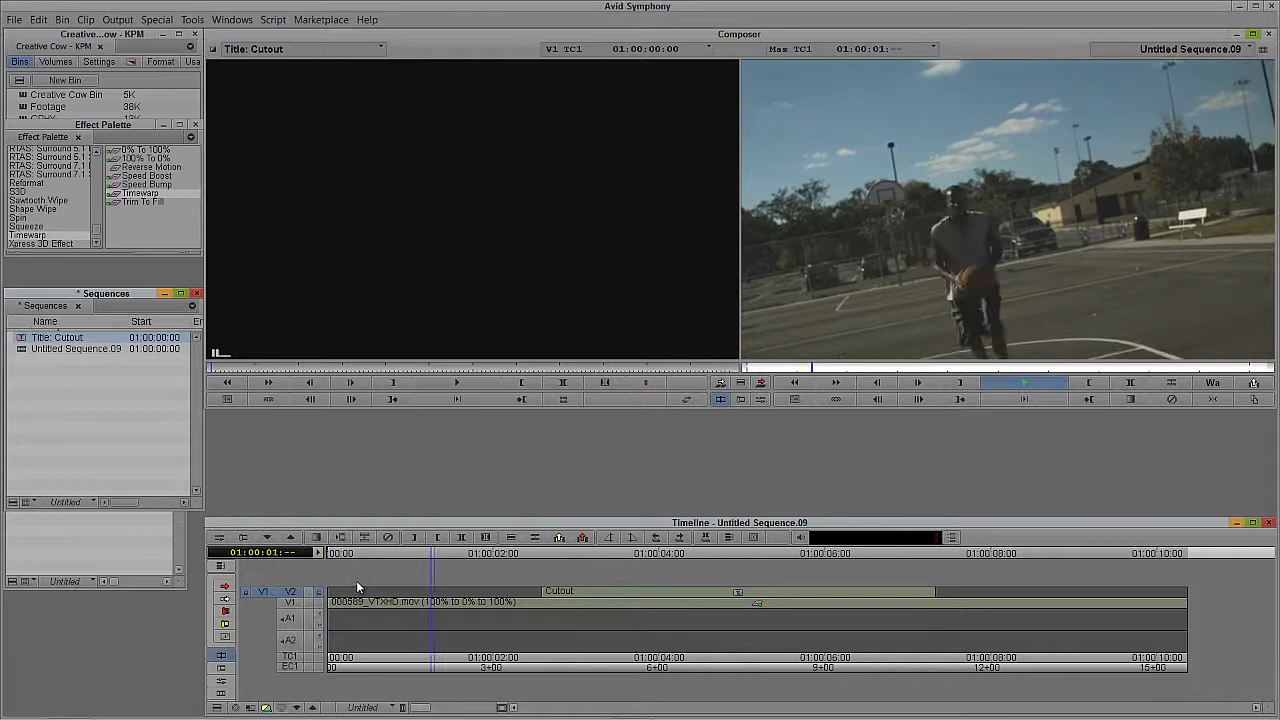 Avid Symphony
File Edit Bin Clip Output Special Tools Windows Script Marketplace Help
Creative...ow - KPM
Composer
Creative Cow - KPM
Title: Cutout V1 TC1 01:00:00:00 Mas TC1 01:00:01:-- Untitled Sequence.09
Bins Volumes Settings Format Usa
New Bin
Creative Cow Bin 5K
Footage 38K
Effect Palette
Effect Palette
RTAS: Surround 5.1
RTAS: Surround 5.1
RTAS: Surround 7.1
RTAS: Surround 7.1
Reformat
S3D
Sawtooth Wipe
Shape Wipe
Spin
Squeeze
Timewarp
Xpress 3D Effect
0% To 100%
100% To 0%
Reverse Motion
Speed Boost
Speed Bump
Timewarp
Trim To F
* Sequences
* Sequences
Name Start
Title: Cutout 01:00:00:00
Untitled Sequence.09 01:00:00:00
Untitled
Untitled
Wa
Timeline - Untitled Sequence.09
01:00:01:-- 00:00 01:00:02:00 01:00:04:00 01:00:06:00 01:00:08:00 01:00:10:00
V1 V2 Cutout
V1 000569_VTXHD.mov (100% to 0% to 100%)
A1
A2
TC1 00:00 01:00:02:00 01:00:04:00 01:00:06:00 01:00:08:00 01:00:10:00
EC1 00 3+00 6+00 9+00 12+00 15+00
Untitled